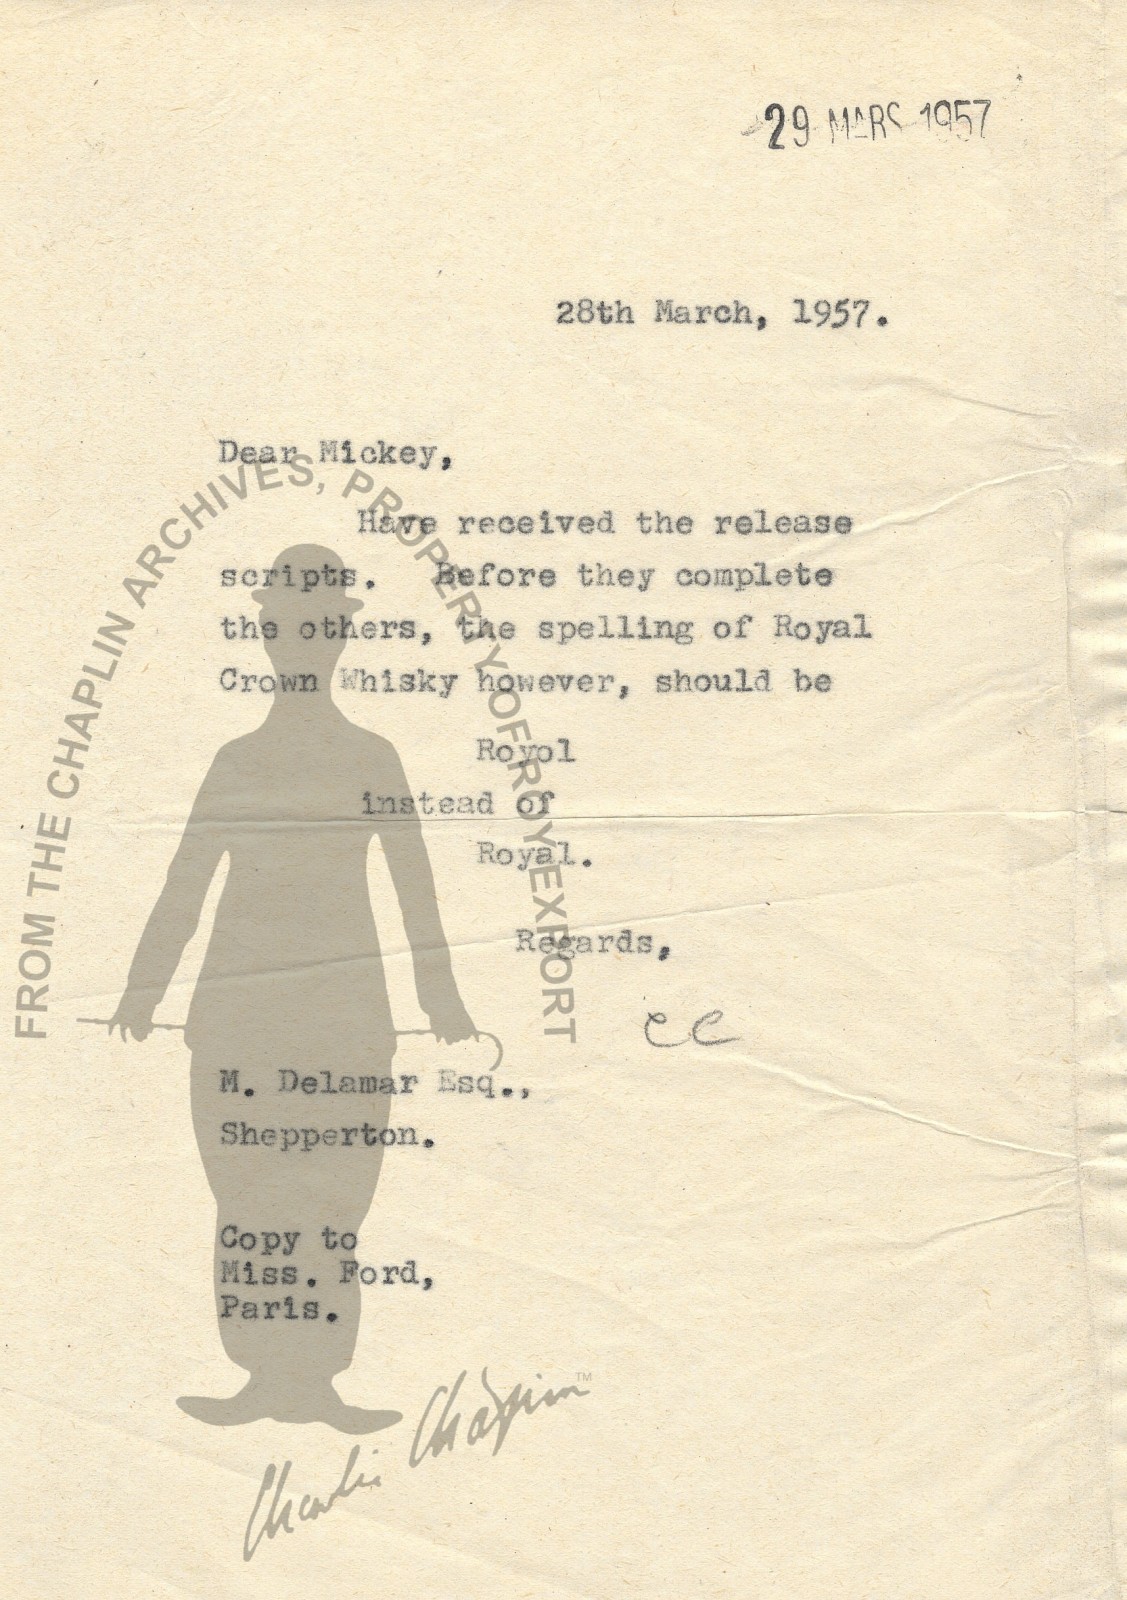 29 MARS 1957
28th March, 1957.
Dear Mickey,
Have received the release
scripts. Before they complete
the others, the spelling of Royal
Crown Whisky however, should be
Royol
instead of
Royal.
Regards,
cc
M. Delamar Esq.,
Shepperton.
Copy to
Miss. Ford,
Paris.
FROM THE CHAPLIN ARCHIVES, PROPERTY OF ROY EXPORT
Charlie Chaplin TM